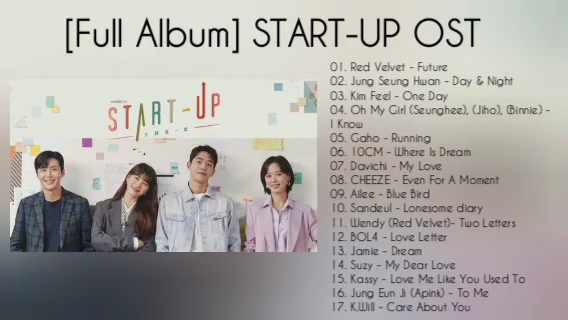 [Full Album] START-UP OST
START-UP
01. Red Velvet - Future
02. Jung Seung Hwan - Day & Night
03. Kim Feel - One Day
04. Oh My Girl (Seunghee), (Jiho), (Binnie) -
I Know
05. Gaho - Running
06. 10CM - Where Is Dream
07. Davichi - My Love
08. CHEEZE - Even For A Moment
09. Ailee - Blue Bird
10. Sandeul - Lonesome diary
11. Wendy (Red Velvet)- Two Letters
12. BOL4 - Love Letter
13. Jamie - Dream
14. Suzy - My Dear Love
15. Kassy - Love Me Like You Used To
16. Jung Eun Ji (Apink) - To Me
17. K.Will - Care About You